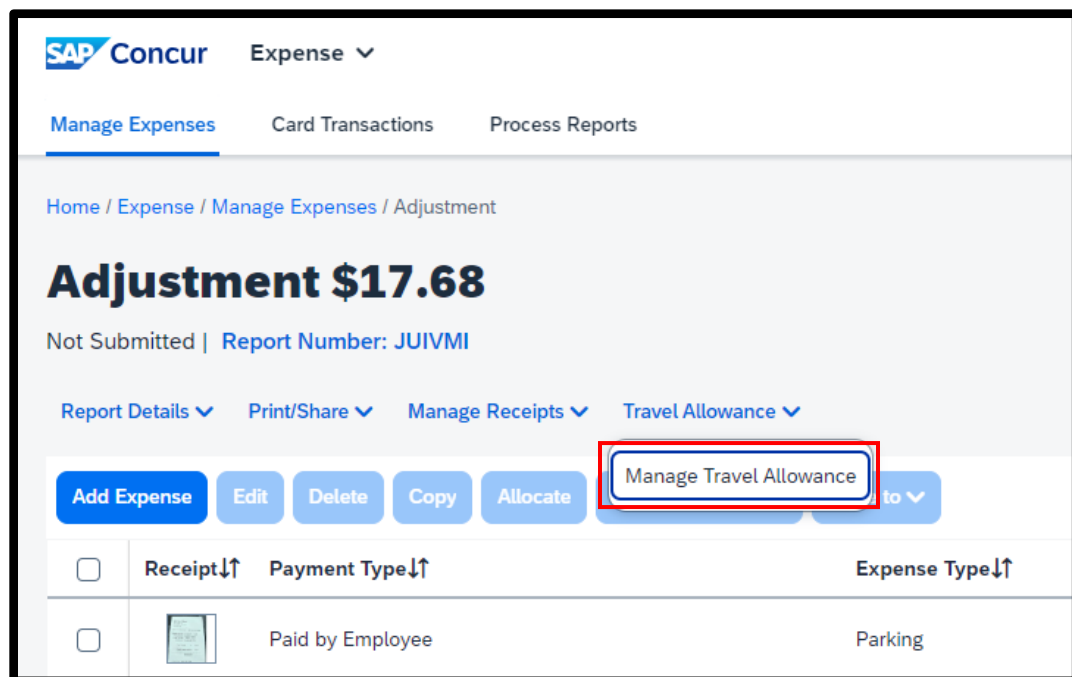 SAP Concur Expense
Manage Expenses Card Transactions Process Reports
Home / Expense / Manage Expenses / Adjustment
Adjustment $17.68
Not Submitted | Report Number: JUIVMI
Report Details Print/Share Manage Receipts Travel Allowance
Manage Travel Allowance
Add Expense Edit Delete Copy Allocate to
Receipt↓↑ Payment Type↓↑ Expense Type↓↑
Paid by Employee Parking